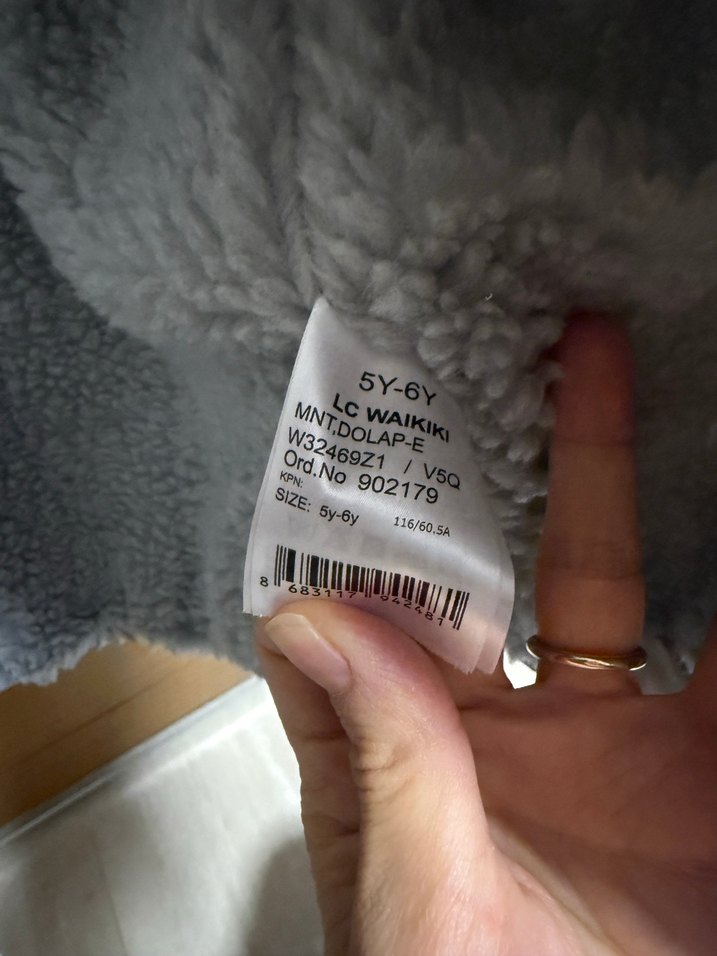 5Y-6Y
LC WAIKIKI
MNT,DOLAP-E
W32469Z1 / V5Q
Ord.No 902179
KPN:
SIZE: 5y-6y 116/60.5A
8 683117 942481